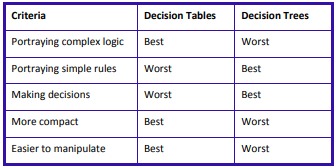 Criteria Decision Tables Decision Trees
Portraying complex logic Best Worst
Portraying simple rules Worst Best
Making decisions Worst Best
More compact Best Worst
Easier to manipulate Best Worst